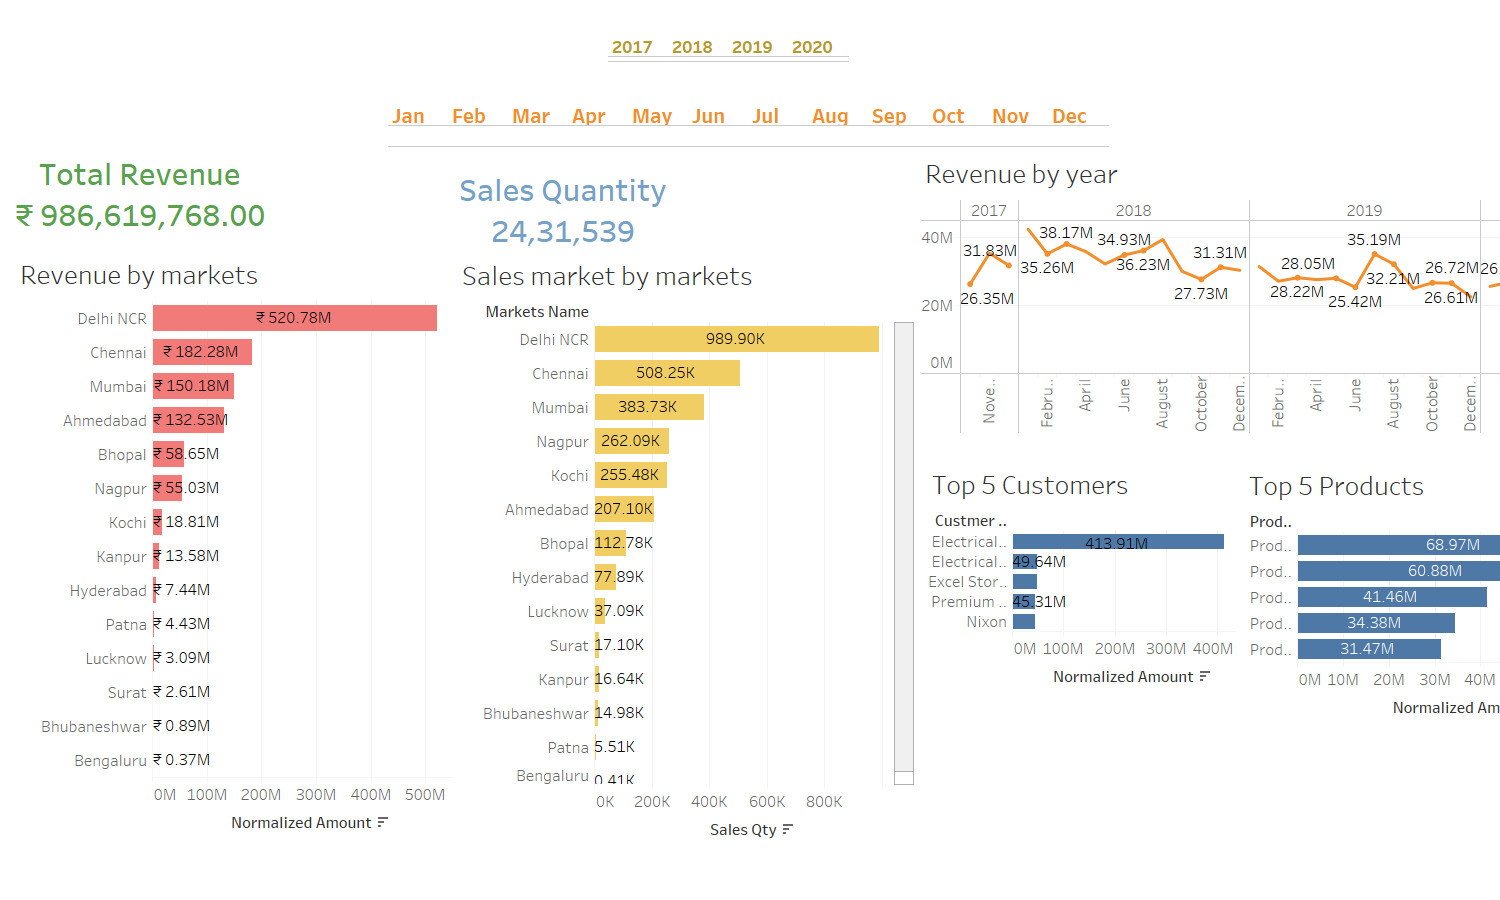 2017 2018 2019 2020
Jan Feb Mar Apr May Jun Jul Aug Sep Oct Nov Dec
Total Revenue
₹ 986,619,768.00
Sales Quantity
24,31,539
Revenue by markets
Delhi NCR ₹ 520.78M
Chennai ₹ 182.28M
Mumbai ₹ 150.18M
Ahmedabad ₹ 132.53M
Bhopal ₹ 58.65M
Nagpur ₹ 55.03M
Kochi ₹ 18.81M
Kanpur ₹ 13.58M
Hyderabad ₹ 7.44M
Patna ₹ 4.43M
Lucknow ₹ 3.09M
Surat ₹ 2.61M
Bhubaneshwar ₹ 0.89M
Bengaluru ₹ 0.37M
0M 100M 200M 300M 400M 500M
Normalized Amount
Sales market by markets
Markets Name
Delhi NCR 989.90K
Chennai 508.25K
Mumbai 383.73K
Nagpur 262.09K
Kochi 255.48K
Ahmedabad 207.10K
Bhopal 112.78K
Hyderabad 77.89K
Lucknow 37.09K
Surat 17.10K
Kanpur 16.64K
Bhubaneshwar 14.98K
Patna 5.51K
Bengaluru 0.41K
0K 200K 400K 600K 800K
Sales Qty
Revenue by year
2017 2018 2019
40M
20M
0M
31.83M
26.35M
38.17M
35.26M
34.93M
36.23M
31.31M
27.73M
35.19M
28.05M
28.22M
25.42M
32.21M
26.72M
26.61M
26.
Nove.. Febru.. April June August October Decem.. Febru.. April June August October Decem..
Top 5 Customers
Custmer ..
Electrical.. 413.91M
Electrical.. 49.64M
Excel Stor..
Premium .. 45.31M
Nixon
0M 100M 200M 300M 400M
Normalized Amount
Top 5 Products
Prod..
Prod.. 68.97M
Prod.. 60.88M
Prod.. 41.46M
Prod.. 34.38M
Prod.. 31.47M
0M 10M 20M 30M 40M
Normalized Am